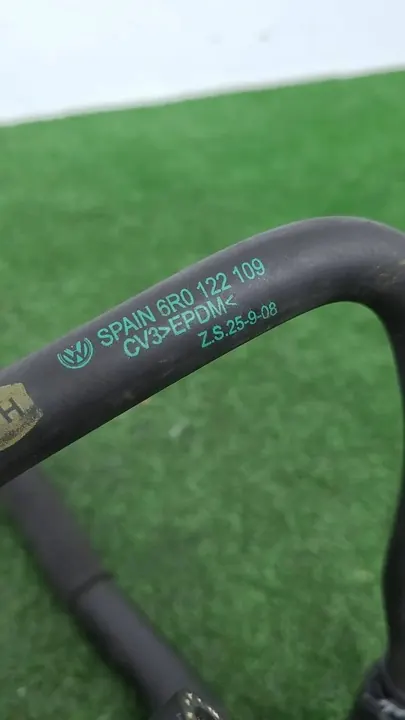 SPAIN 6R0 122 109
CV3>EPDM<
Z.S.25-9-08
H